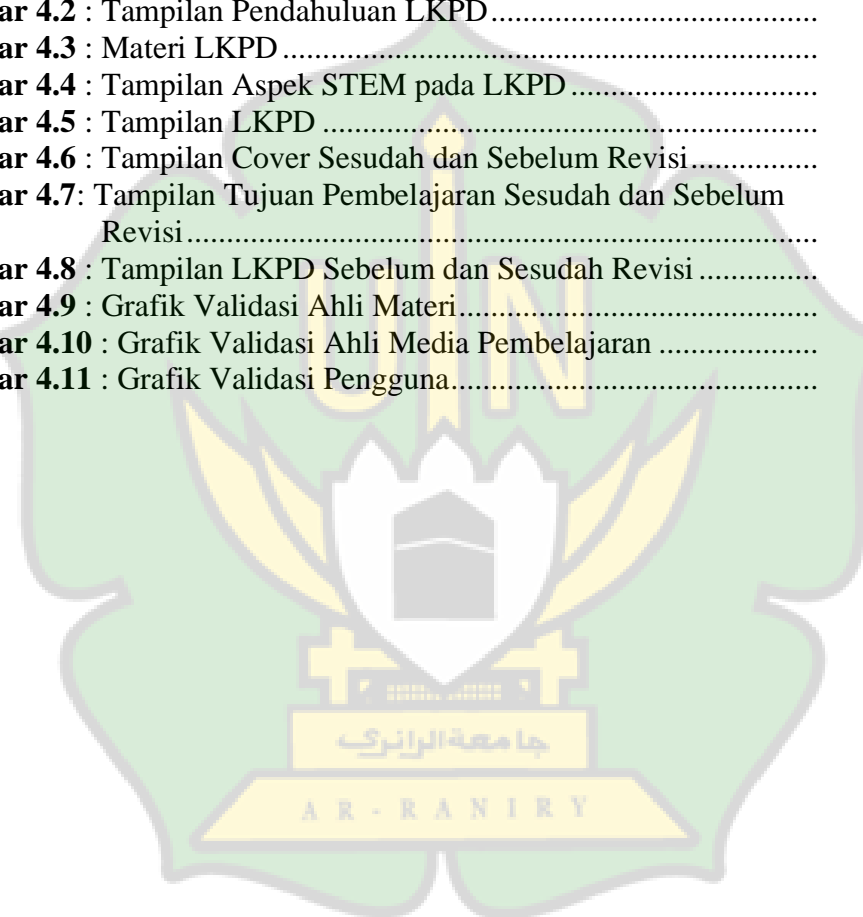 ar 4.2 : Tampilan Pendahuluan LKPD..........................................
ar 4.3 : Materi LKPD....................................................................
ar 4.4 : Tampilan Aspek STEM pada LKPD................................
ar 4.5 : Tampilan LKPD ...............................................................
ar 4.6 : Tampilan Cover Sesudah dan Sebelum Revisi................
ar 4.7: Tampilan Tujuan Pembelajaran Sesudah dan Sebelum
Revisi................................................................................
ar 4.8 : Tampilan LKPD Sebelum dan Sesudah Revisi ...............
ar 4.9 : Grafik Validasi Ahli Materi..............................................
ar 4.10 : Grafik Validasi Ahli Media Pembelajaran ....................
ar 4.11 : Grafik Validasi Pengguna...............................................
UIN
جامعة الرانري
AR-RANIRY